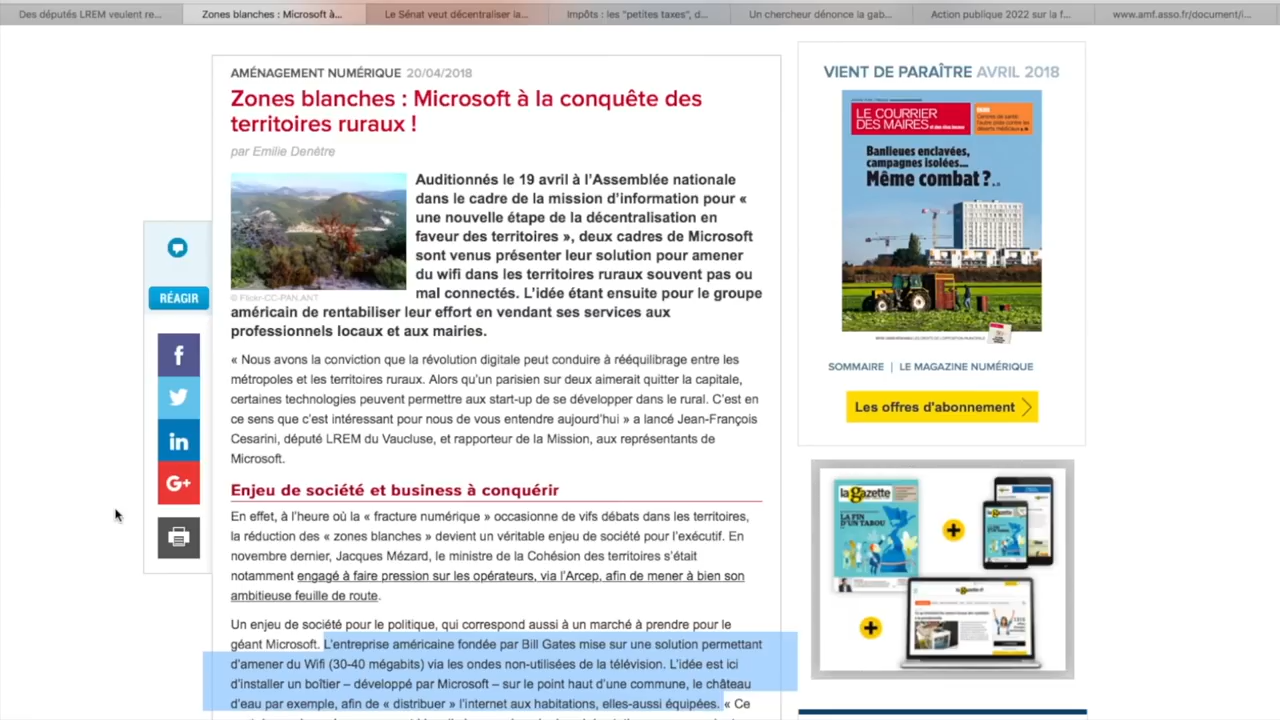 Des députés LREM veulent re...
Zones blanches : Microsoft à...
Le Sénat veut décentraliser la...
Impôts : les "petites taxes", d...
Un chercheur dénonce la gab...
Action publique 2022 sur la f...
www.amf.asso.fr/document/i...
AMÉNAGEMENT NUMÉRIQUE 20/04/2018
Zones blanches : Microsoft à la conquête des
territoires ruraux !
par Emilie Denètre
© Flickr-CC-PAN.ANT
Auditionnés le 19 avril à l'Assemblée nationale
dans le cadre de la mission d'information pour «
une nouvelle étape de la décentralisation en
faveur des territoires », deux cadres de Microsoft
sont venus présenter leur solution pour amener
du wifi dans les territoires ruraux souvent pas ou
mal connectés. L'idée étant ensuite pour le groupe
américain de rentabiliser leur effort en vendant ses services aux
professionnels locaux et aux mairies.
« Nous avons la conviction que la révolution digitale peut conduire à rééquilibrage entre les
métropoles et les territoires ruraux. Alors qu'un parisien sur deux aimerait quitter la capitale,
certaines technologies peuvent permettre aux start-up de se développer dans le rural. C'est en
ce sens que c'est intéressant pour nous de vous entendre aujourd'hui » a lancé Jean-François
Cesarini, député LREM du Vaucluse, et rapporteur de la Mission, aux représentants de
Microsoft.
Enjeu de société et business à conquérir
En effet, à l'heure où la « fracture numérique » occasionne de vifs débats dans les territoires,
la réduction des « zones blanches » devient un véritable enjeu de société pour l'exécutif. En
novembre dernier, Jacques Mézard, le ministre de la Cohésion des territoires s'était
notamment engagé à faire pression sur les opérateurs, via l'Arcep, afin de mener à bien son
ambitieuse feuille de route.
Un enjeu de société pour le politique, qui correspond aussi à un marché à prendre pour le
géant Microsoft. L'entreprise américaine fondée par Bill Gates mise sur une solution permettant
d'amener du Wifi (30-40 mégabits) via les ondes non-utilisées de la télévision. L'idée est ici
d'installer un boîtier – développé par Microsoft – sur le point haut d'une commune, le château
d'eau par exemple, afin de « distribuer » l'internet aux habitations, elles-aussi équipées. « Ce
RÉAGIR
f
in
G+
VIENT DE PARAÎTRE AVRIL 2018
LE COURRIER
DES MAIRES
Banlieues enclavées,
campagnes isolées...
Même combat ?
SOMMAIRE | LE MAGAZINE NUMÉRIQUE
Les offres d'abonnement
la gazette
LA FIN
D'UN TABOU